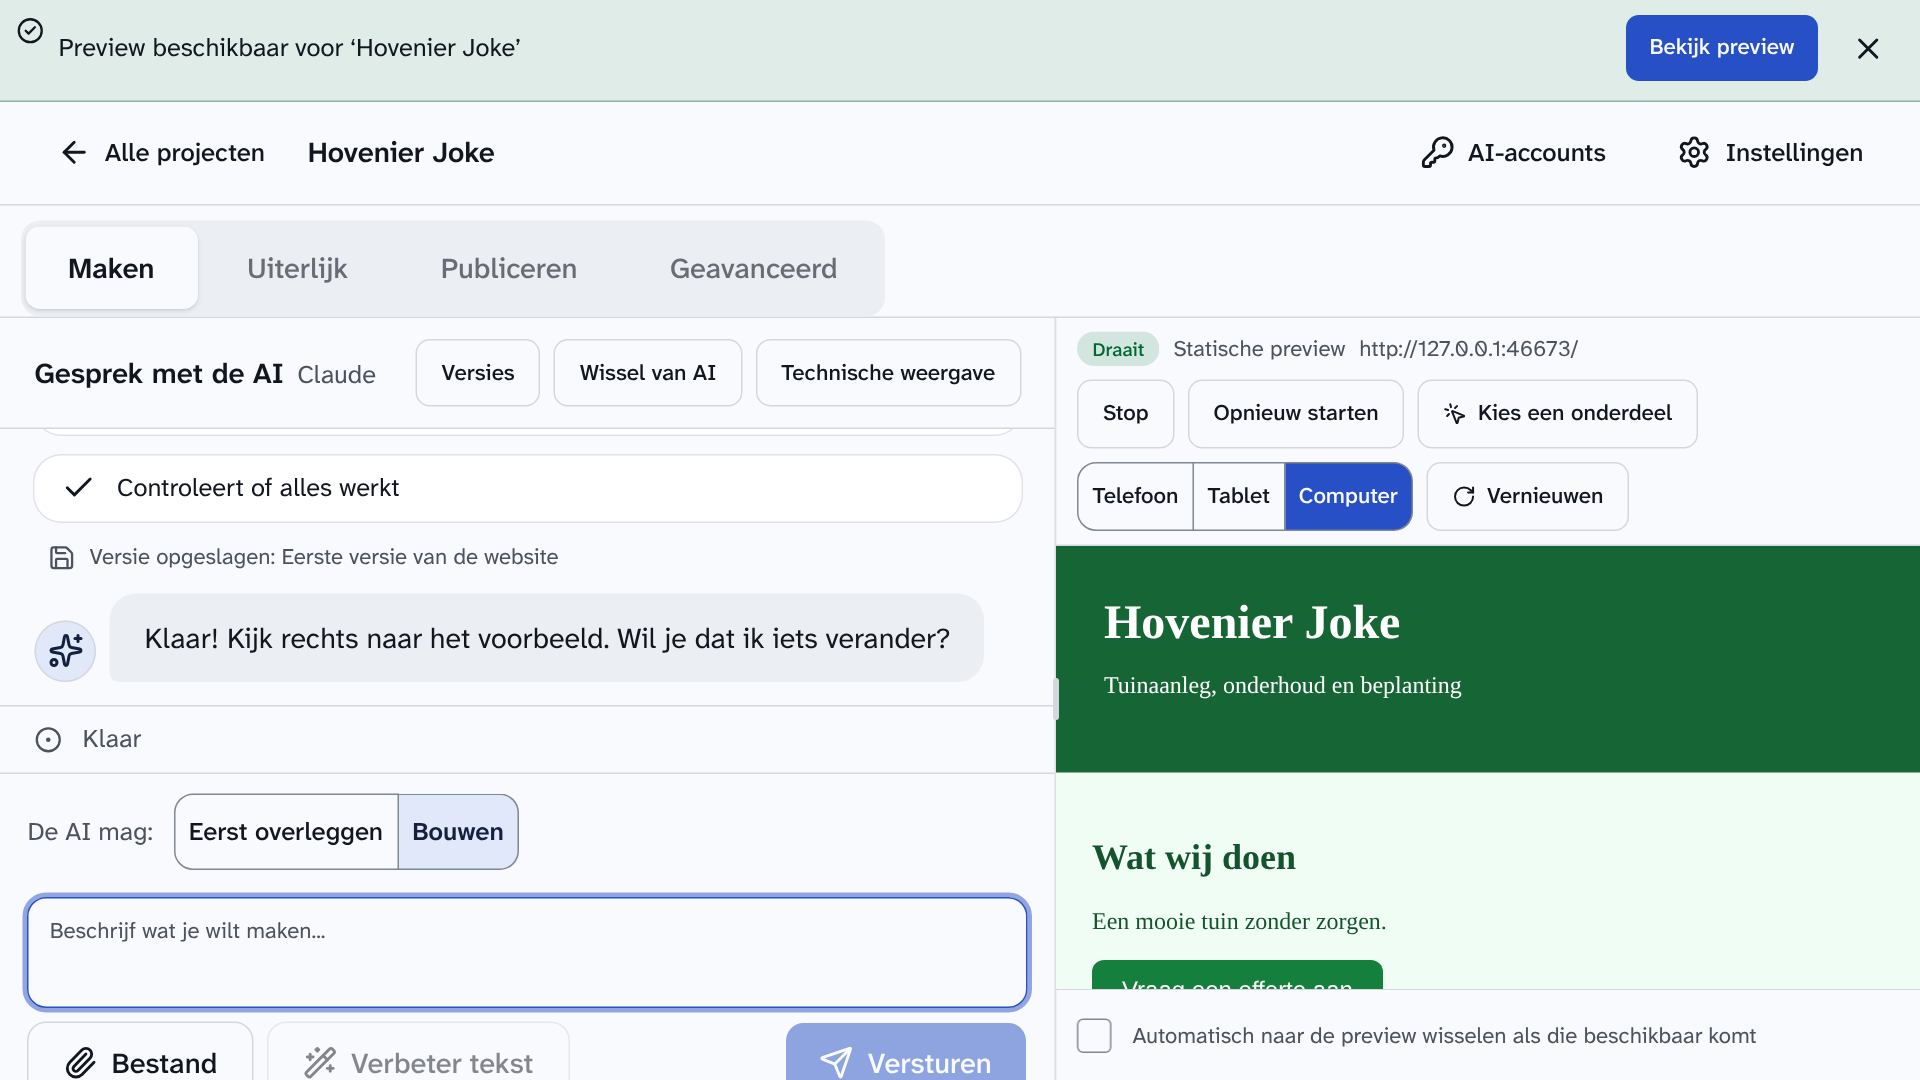 Preview beschikbaar voor ‘Hovenier Joke’
Bekijk preview
Alle projecten
Hovenier Joke
AI-accounts
Instellingen
Maken
Uiterlijk
Publiceren
Geavanceerd
Gesprek met de AI Claude
Versies
Wissel van AI
Technische weergave
Controleert of alles werkt
Versie opgeslagen: Eerste versie van de website
Klaar! Kijk rechts naar het voorbeeld. Wil je dat ik iets verander?
Klaar
De AI mag:
Eerst overleggen
Bouwen
Beschrijf wat je wilt maken...
Bestand
Verbeter tekst
Versturen
Draait
Statische preview
http://127.0.0.1:46673/
Stop
Opnieuw starten
Kies een onderdeel
Telefoon
Tablet
Computer
Vernieuwen
Hovenier Joke
Tuinaanleg, onderhoud en beplanting
Wat wij doen
Een mooie tuin zonder zorgen.
Vraag een offerte aan
Automatisch naar de preview wisselen als die beschikbaar komt